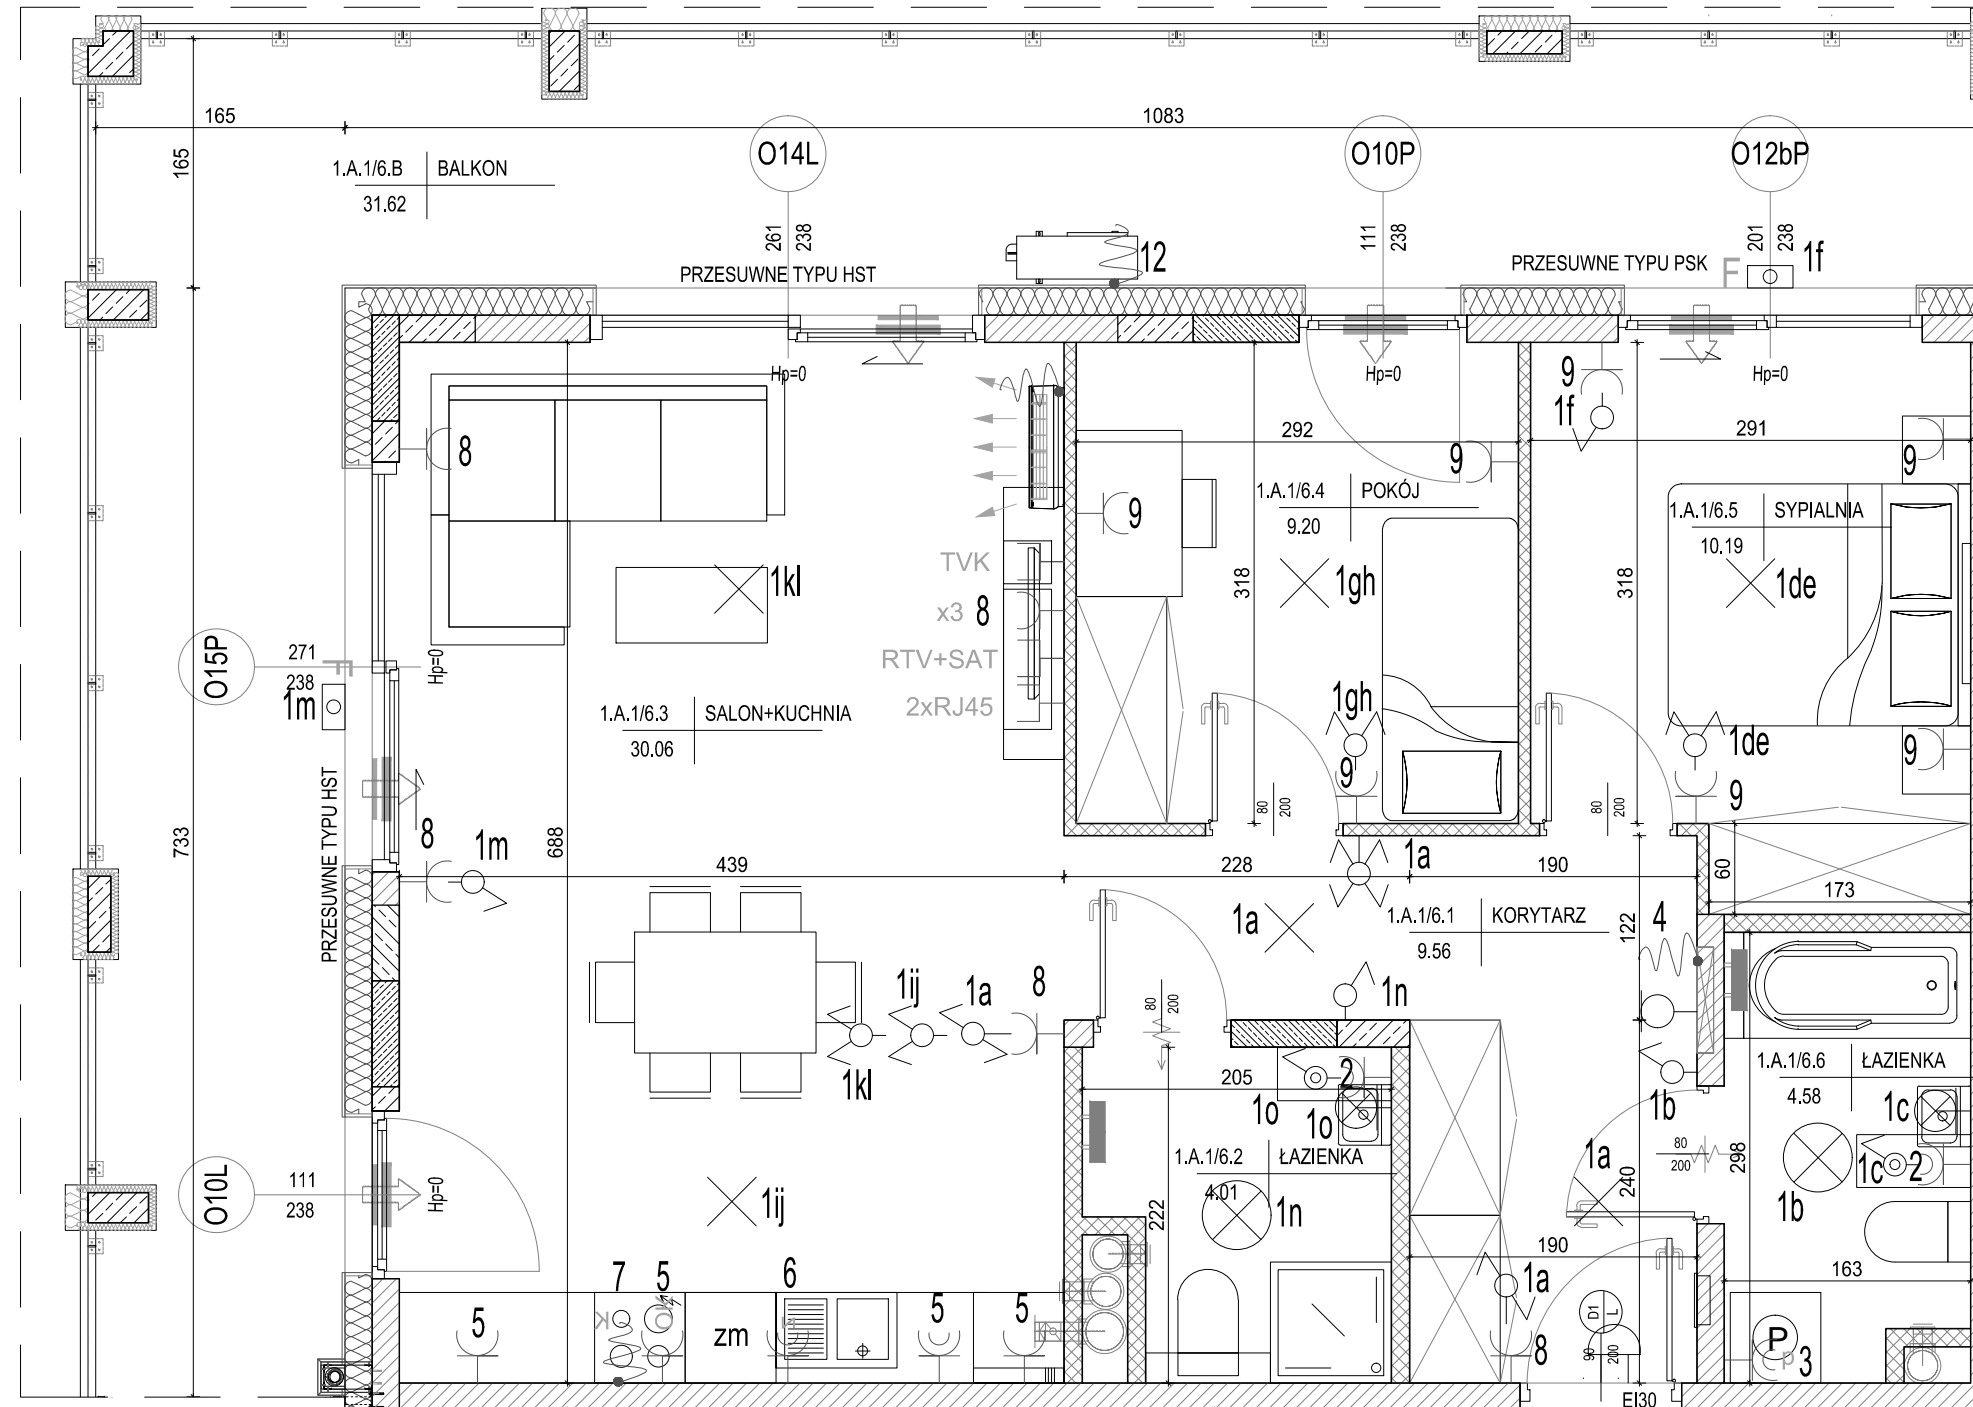 165
1083
165
1.A.1/6.B BALKON
31.62
O14L
O10P
O12bP
261
238
111
238
201
238
PRZESUWNE TYPU HST
12
PRZESUWNE TYPU PSK
F
1f
Hp=0
Hp=0
Hp=0
9
1f
8
292
291
9
9
9
1.A.1/6.4 POKÓJ
9.20
1.A.1/6.5 SYPIALNIA
10.19
TVK
1kl
318
1gh
318
1de
x3 8
O15P
271
238
F
Hp=0
RTV+SAT
1m
1.A.1/6.3 SALON+KUCHNIA
30.06
2xRJ45
1gh
1de
9
9
9
80
200
80
200
PRZESUWNE TYPU HST
733
688
8
1m
439
228
1a
190
60
173
1a
1.A.1/6.1 KORYTARZ
9.56
122
4
1ij
1a
8
1n
80
200
1kl
205
2
1o
1o
1b
1.A.1/6.6 ŁAZIENKA
4.58
1c
1.A.1/6.2 ŁAZIENKA
4.01
80
200
298
1c
2
1a
240
1b
O10L
111
238
Hp=0
1ij
222
1n
190
163
7
5
6
1a
5
K
zm
Z
5
5
8
D1
L
90
200
P
p
3
EI30